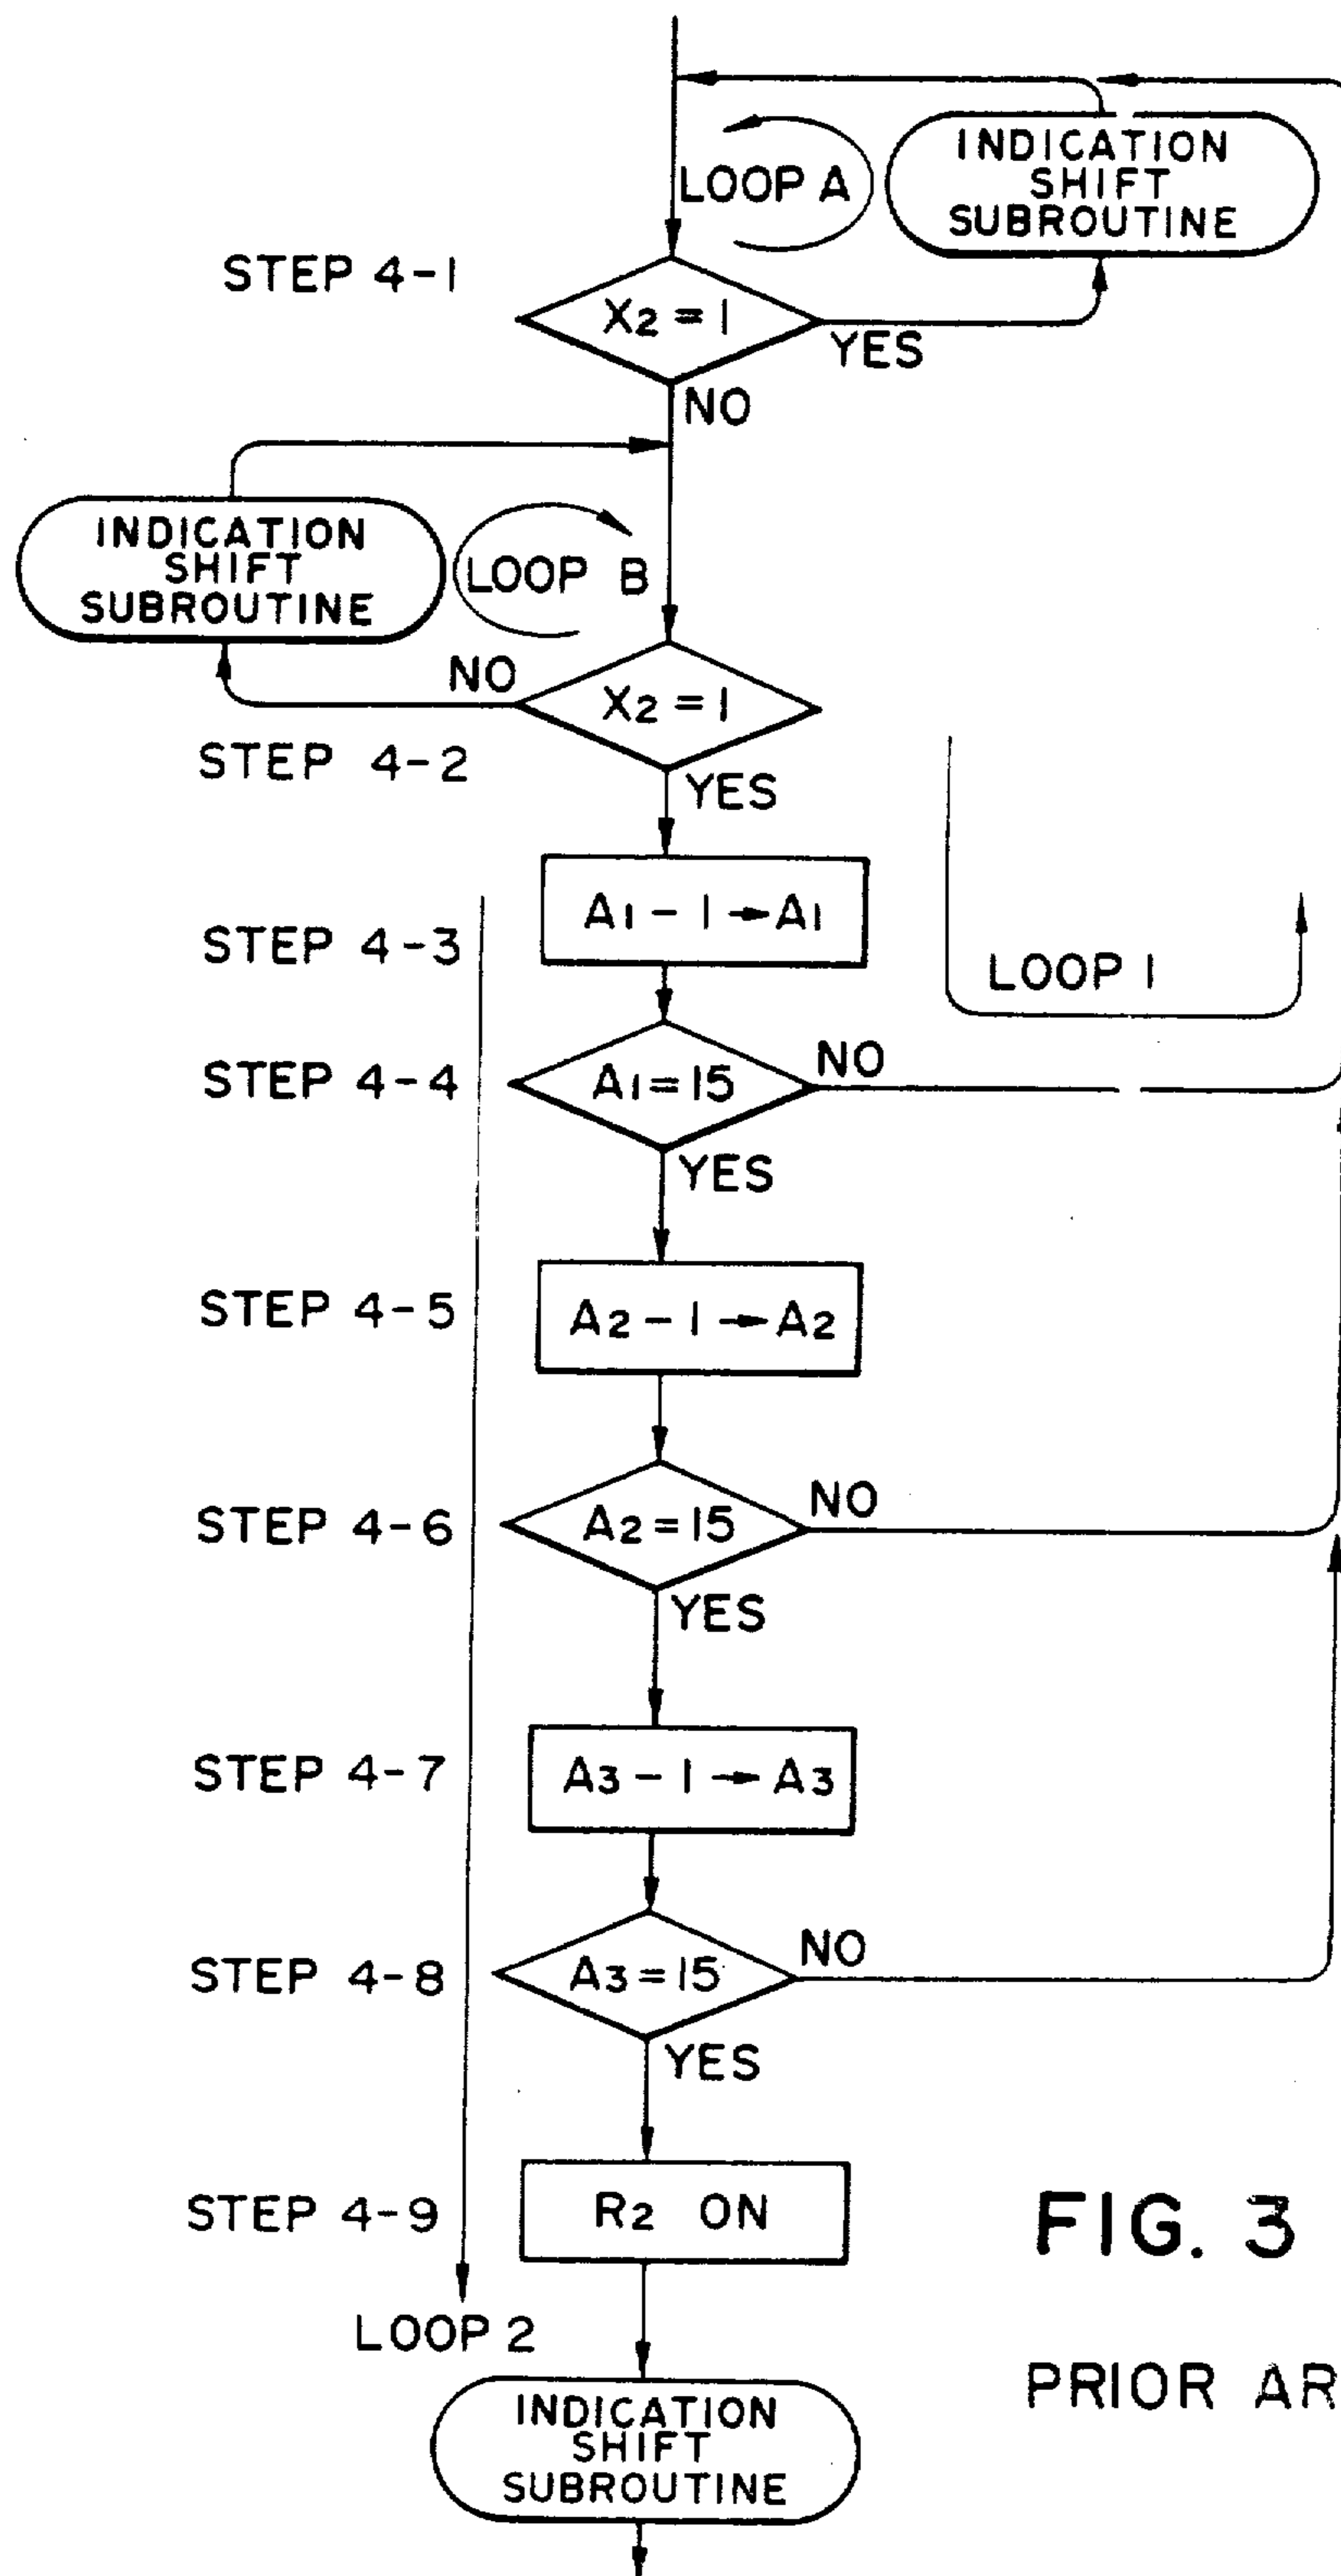 LOOP A
INDICATION
SHIFT
SUBROUTINE
STEP 4-1
X2 = 1
YES
NO
INDICATION
SHIFT
SUBROUTINE
LOOP B
NO
X2 = 1
STEP 4-2
YES
STEP 4-3
A1 - 1 → A1
LOOP 1
STEP 4-4
A1 = 15
NO
YES
STEP 4-5
A2 - 1 → A2
STEP 4-6
A2 = 15
NO
YES
STEP 4-7
A3 - 1 → A3
STEP 4-8
A3 = 15
NO
YES
STEP 4-9
R2 ON
FIG. 3
LOOP 2
PRIOR AR
INDICATION
SHIFT
SUBROUTINE